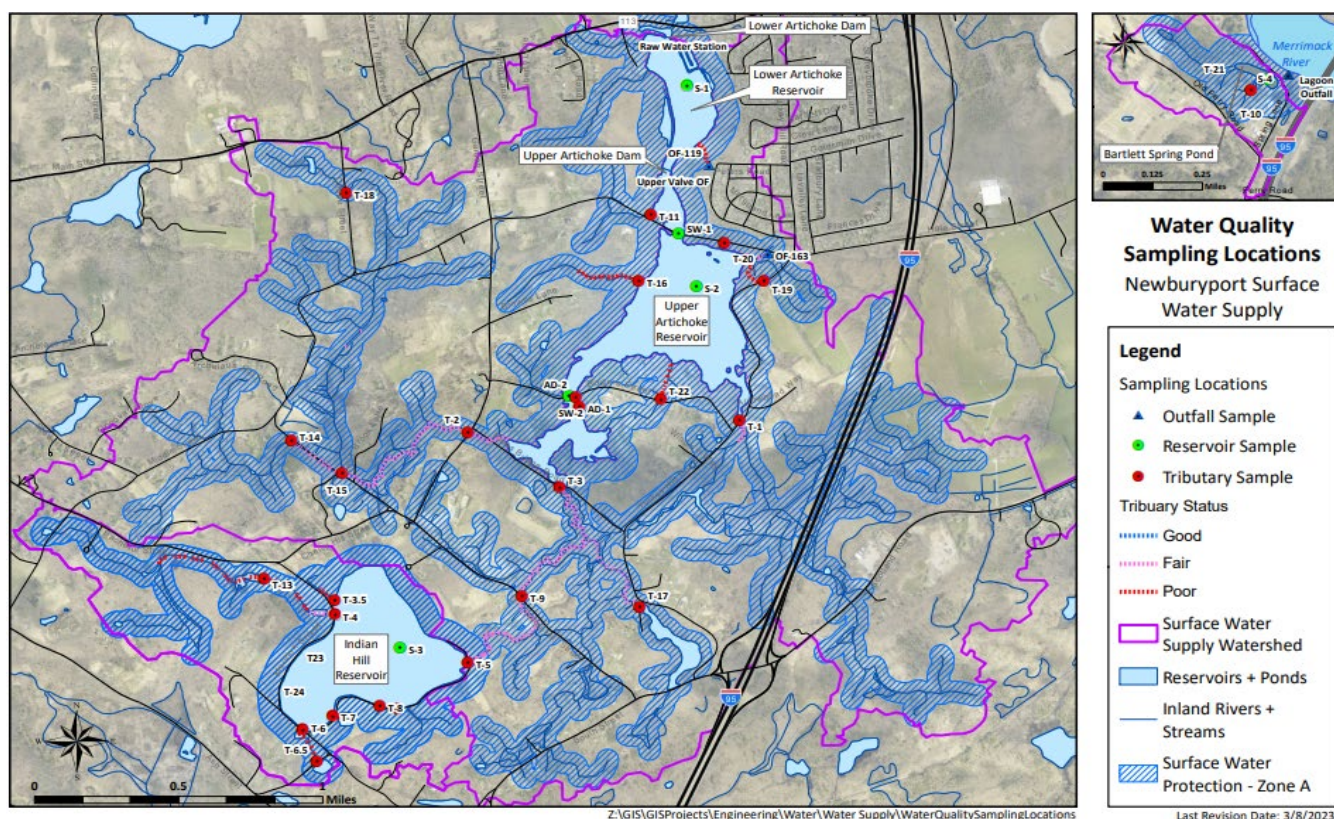 113
Lower Artichoke Dam
Raw Water Station
S-1
Lower Artichoke
Reservoir
OF-119
Upper Artichoke Dam
Upper Valve OF
T-18
T-11
SW-1
T-20
OF-163
T-16
S-2
T-19
95
Upper
Artichoke
Reservoir
AD-2
SW-2
AD-1
T-22
T-2
T-1
T-14
T-15
T-3
T-13
T-3.5
T-4
T-9
T-17
T23
Indian
Hill
Reservoir
S-3
T-5
T-24
T-8
T-7
T-6
T-6.5
95
N
W
E
S
0 0.5 1
Miles
Z:\GIS\GISProjects\Engineering\Water\Water Supply\WaterQualitySamplingLocations
Merrimack
River
T-21
S-4
Lagoon
Outfall
T-10
Bartlett Spring Pond
95
95
0 0.125 0.25
Miles
Ferry Road
Water Quality
Sampling Locations
Newburyport Surface
Water Supply
Legend
Sampling Locations
Outfall Sample
Reservoir Sample
Tributary Sample
Tribuary Status
Good
Fair
Poor
Surface Water
Supply Watershed
Reservoirs + Ponds
Inland Rivers +
Streams
Surface Water
Protection - Zone A
Last Revision Date: 3/8/2023